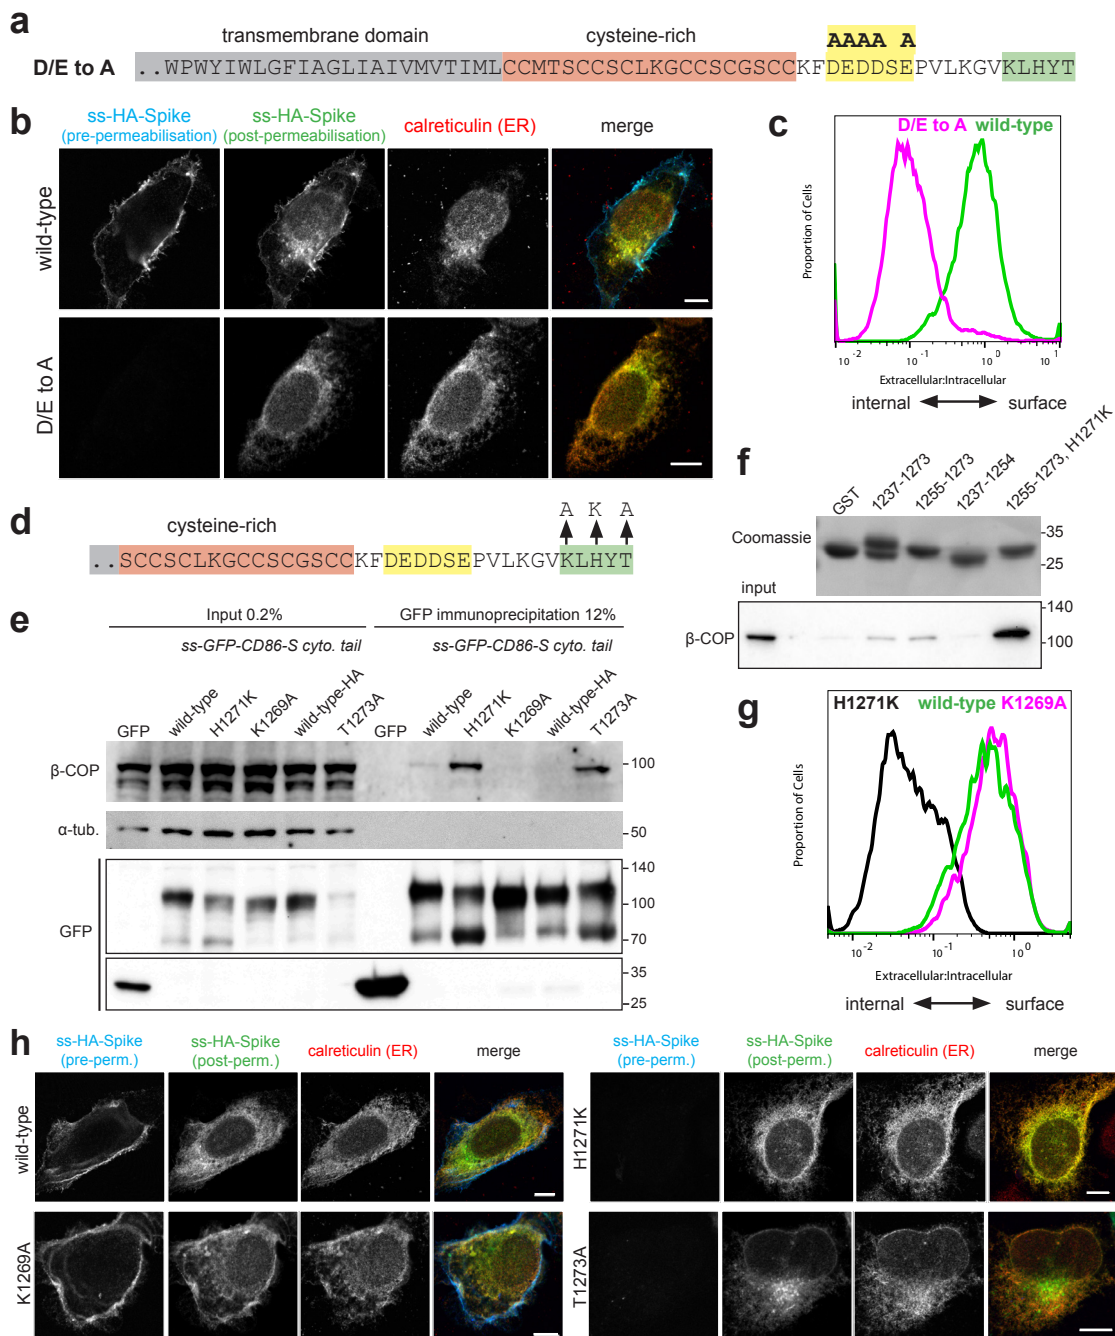 a
transmembrane domain
cysteine-rich
AAAA A
D/E to A
..WPWYIWLGFIAGLIAIVMVTIMLCCMTSCCSCLKGCCSCGSCCKFDEDDSEPVLKGVKLHYT
b
ss-HA-Spike
(pre-permeabilisation)
ss-HA-Spike
(post-permeabilisation)
calreticulin (ER)
merge
wild-type
D/E to A
c
D/E to A wild-type
Proportion of Cells
10-2
10-1
100
101
Extracellular:Intracellular
internal
surface
d
cysteine-rich
A K A
..SCCSCLKGCCSCGSCCKFDEDDSEPVLKGVKLHYT
e
Input 0.2%
GFP immunoprecipitation 12%
ss-GFP-CD86-S cyto. tail
ss-GFP-CD86-S cyto. tail
GFP
wild-type
H1271K
K1269A
wild-type-HA
T1273A
GFP
wild-type
H1271K
K1269A
wild-type-HA
T1273A
β-COP
100
α-tub.
50
GFP
140
100
70
35
25
f
GST
1237-1273
1255-1273
1237-1254
1255-1273, H1271K
Coomassie
35
25
input
β-COP
140
100
g
H1271K wild-type K1269A
Proportion of Cells
10-2
10-1
100
Extracellular:Intracellular
internal
surface
h
ss-HA-Spike
(pre-perm.)
ss-HA-Spike
(post-perm.)
calreticulin (ER)
merge
ss-HA-Spike
(pre-perm.)
ss-HA-Spike
(post-perm.)
calreticulin (ER)
merge
wild-type
H1271K
K1269A
T1273A